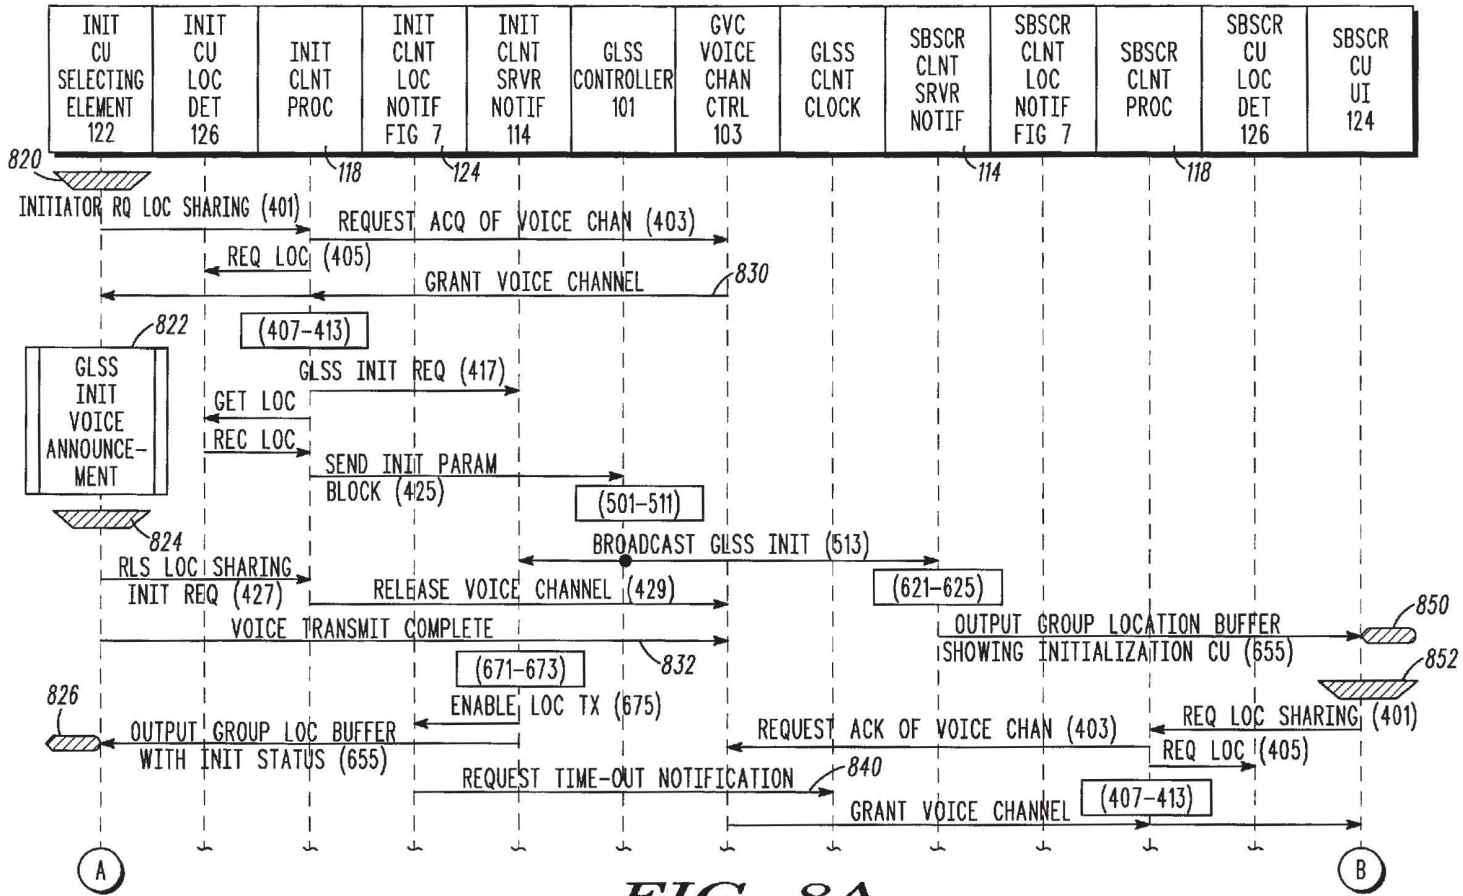 INIT
CU
SELECTING
ELEMENT
122
INIT
CU
LOC
DET
126
INIT
CLNT
PROC
INIT
CLNT
LOC
NOTIF
FIG 7
INIT
CLNT
SRVR
NOTIF
114
GLSS
CONTROLLER
101
GVC
VOICE
CHAN
CTRL
103
GLSS
CLNT
CLOCK
SBSCR
CLNT
SRVR
NOTIF
SBSCR
CLNT
LOC
NOTIF
FIG 7
SBSCR
CLNT
PROC
SBSCR
CU
LOC
DET
126
SBSCR
CU
UI
124
820
118
124
114
118
INITIATOR RQ LOC SHARING (401)
REQUEST ACQ OF VOICE CHAN (403)
REQ LOC (405)
GRANT VOICE CHANNEL
830
(407-413)
822
GLSS
INIT
VOICE
ANNOUNCE-
MENT
GLSS INIT REQ (417)
GET LOC
REC LOC
SEND INIT PARAM
BLOCK (425)
(501-511)
824
BROADCAST GLSS INIT (513)
RLS LOC SHARING
INIT REQ (427)
RELEASE VOICE CHANNEL (429)
(621-625)
850
VOICE TRANSMIT COMPLETE
832
OUTPUT GROUP LOCATION BUFFER
SHOWING INITIALIZATION CU (655)
(671-673)
852
826
ENABLE LOC TX (675)
REQ LOC SHARING (401)
OUTPUT GROUP LOC BUFFER
WITH INIT STATUS (655)
REQUEST ACK OF VOICE CHAN (403)
REQ LOC (405)
REQUEST TIME-OUT NOTIFICATION
840
(407-413)
GRANT VOICE CHANNEL
A
B
FIG. 8A